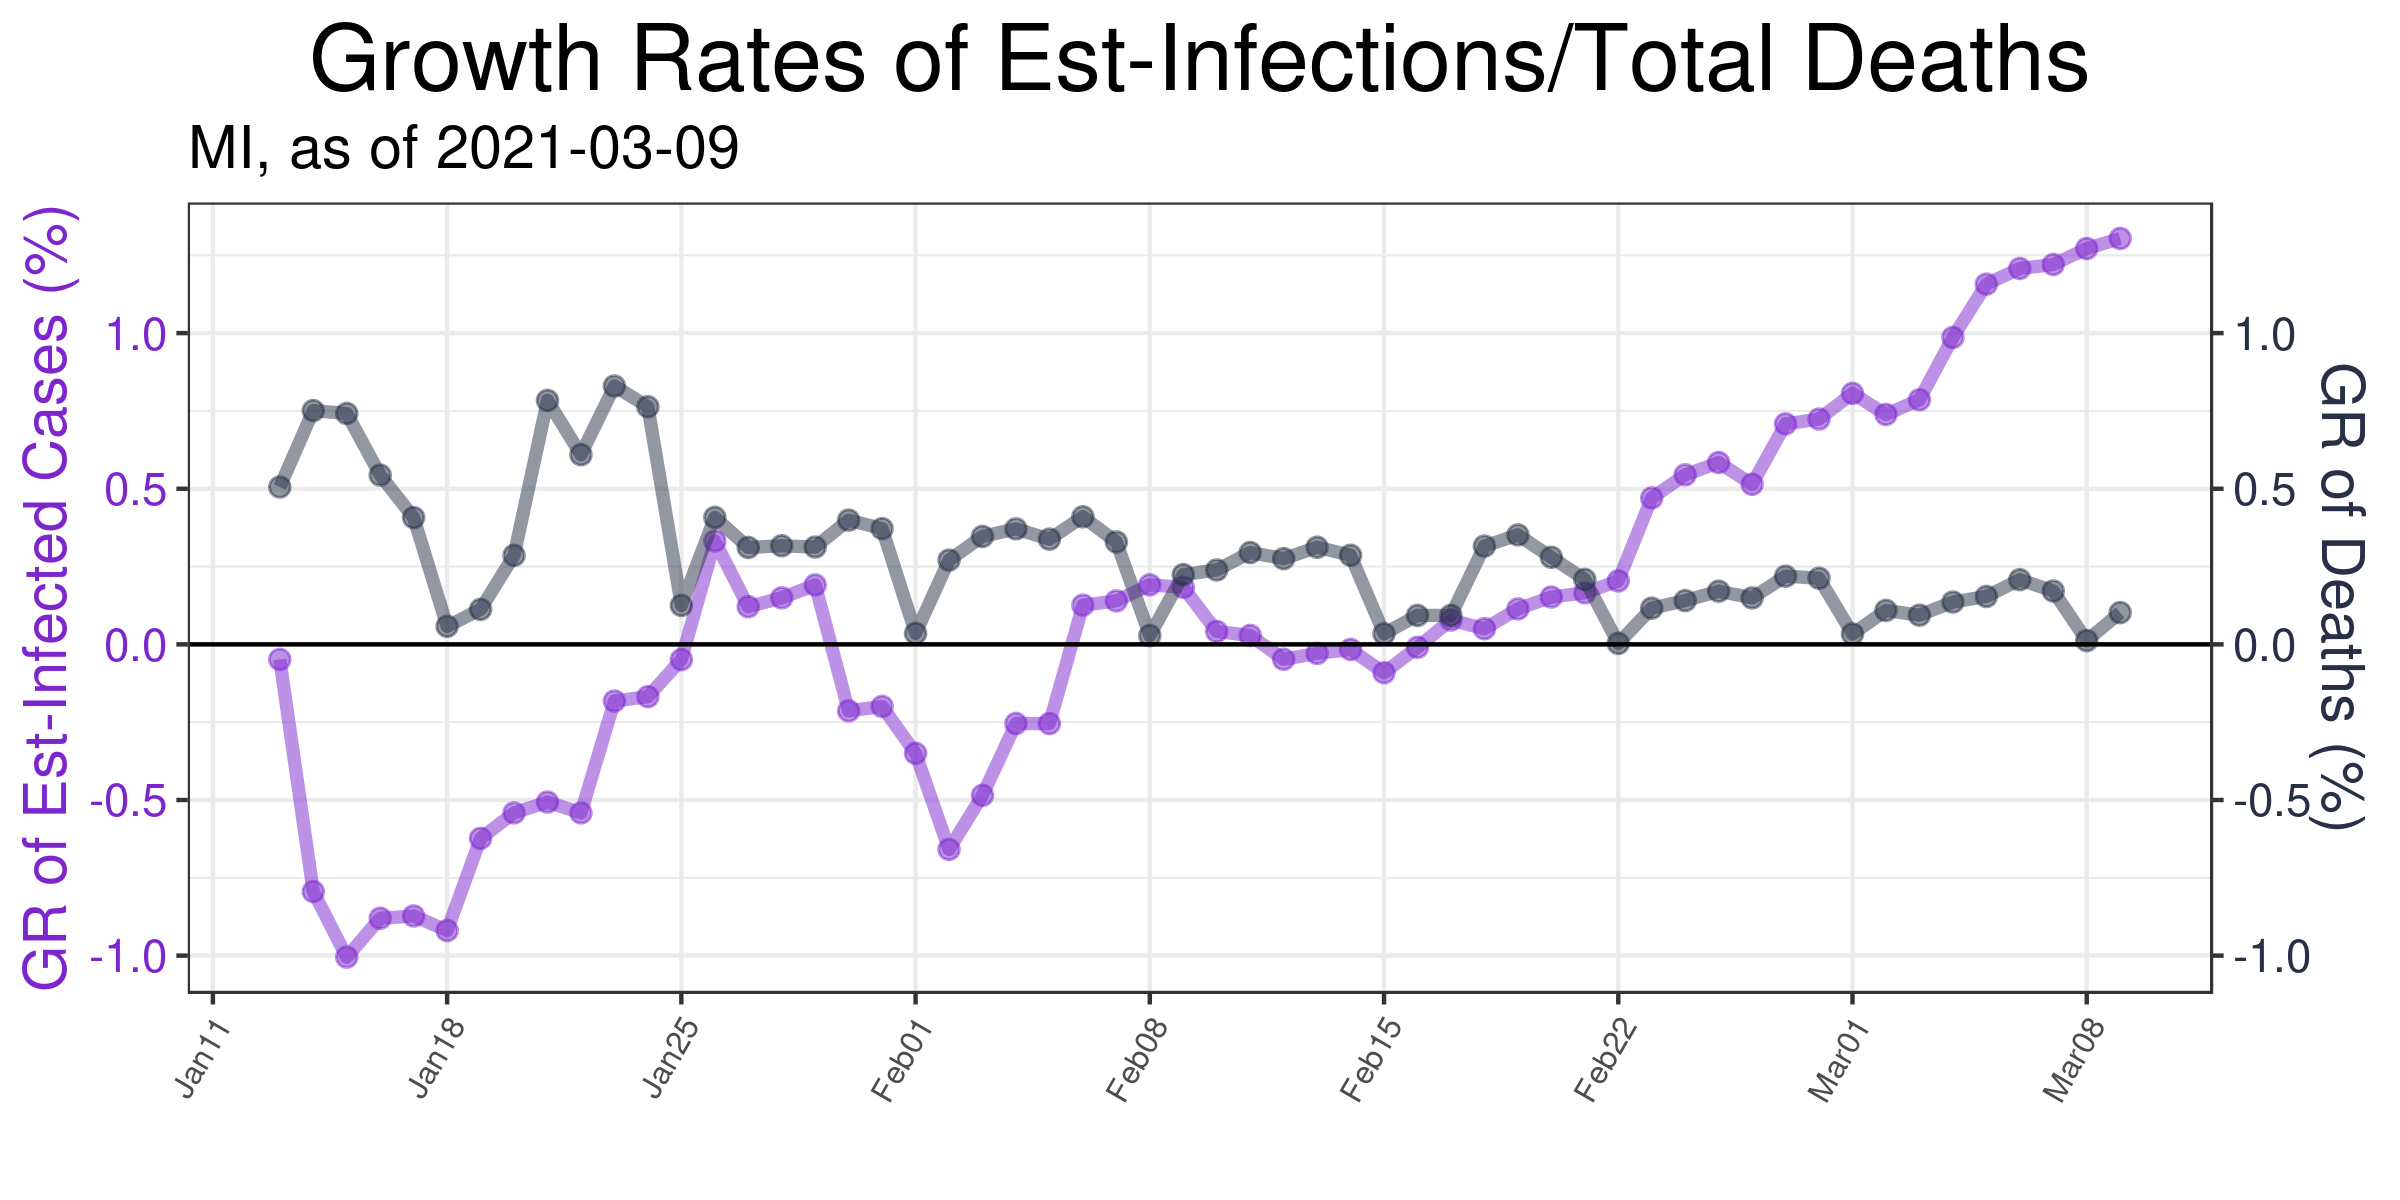 Growth Rates of Est-Infections/Total Deaths
MI, as of 2021-03-09
GR of Est-Infected Cases (%)
1.0
0.5
0.0
-0.5
-1.0
1.0
0.5
0.0
-0.5
-1.0
GR of Deaths (%)
Jan11
Jan18
Jan25
Feb01
Feb08
Feb15
Feb22
Mar01
Mar08